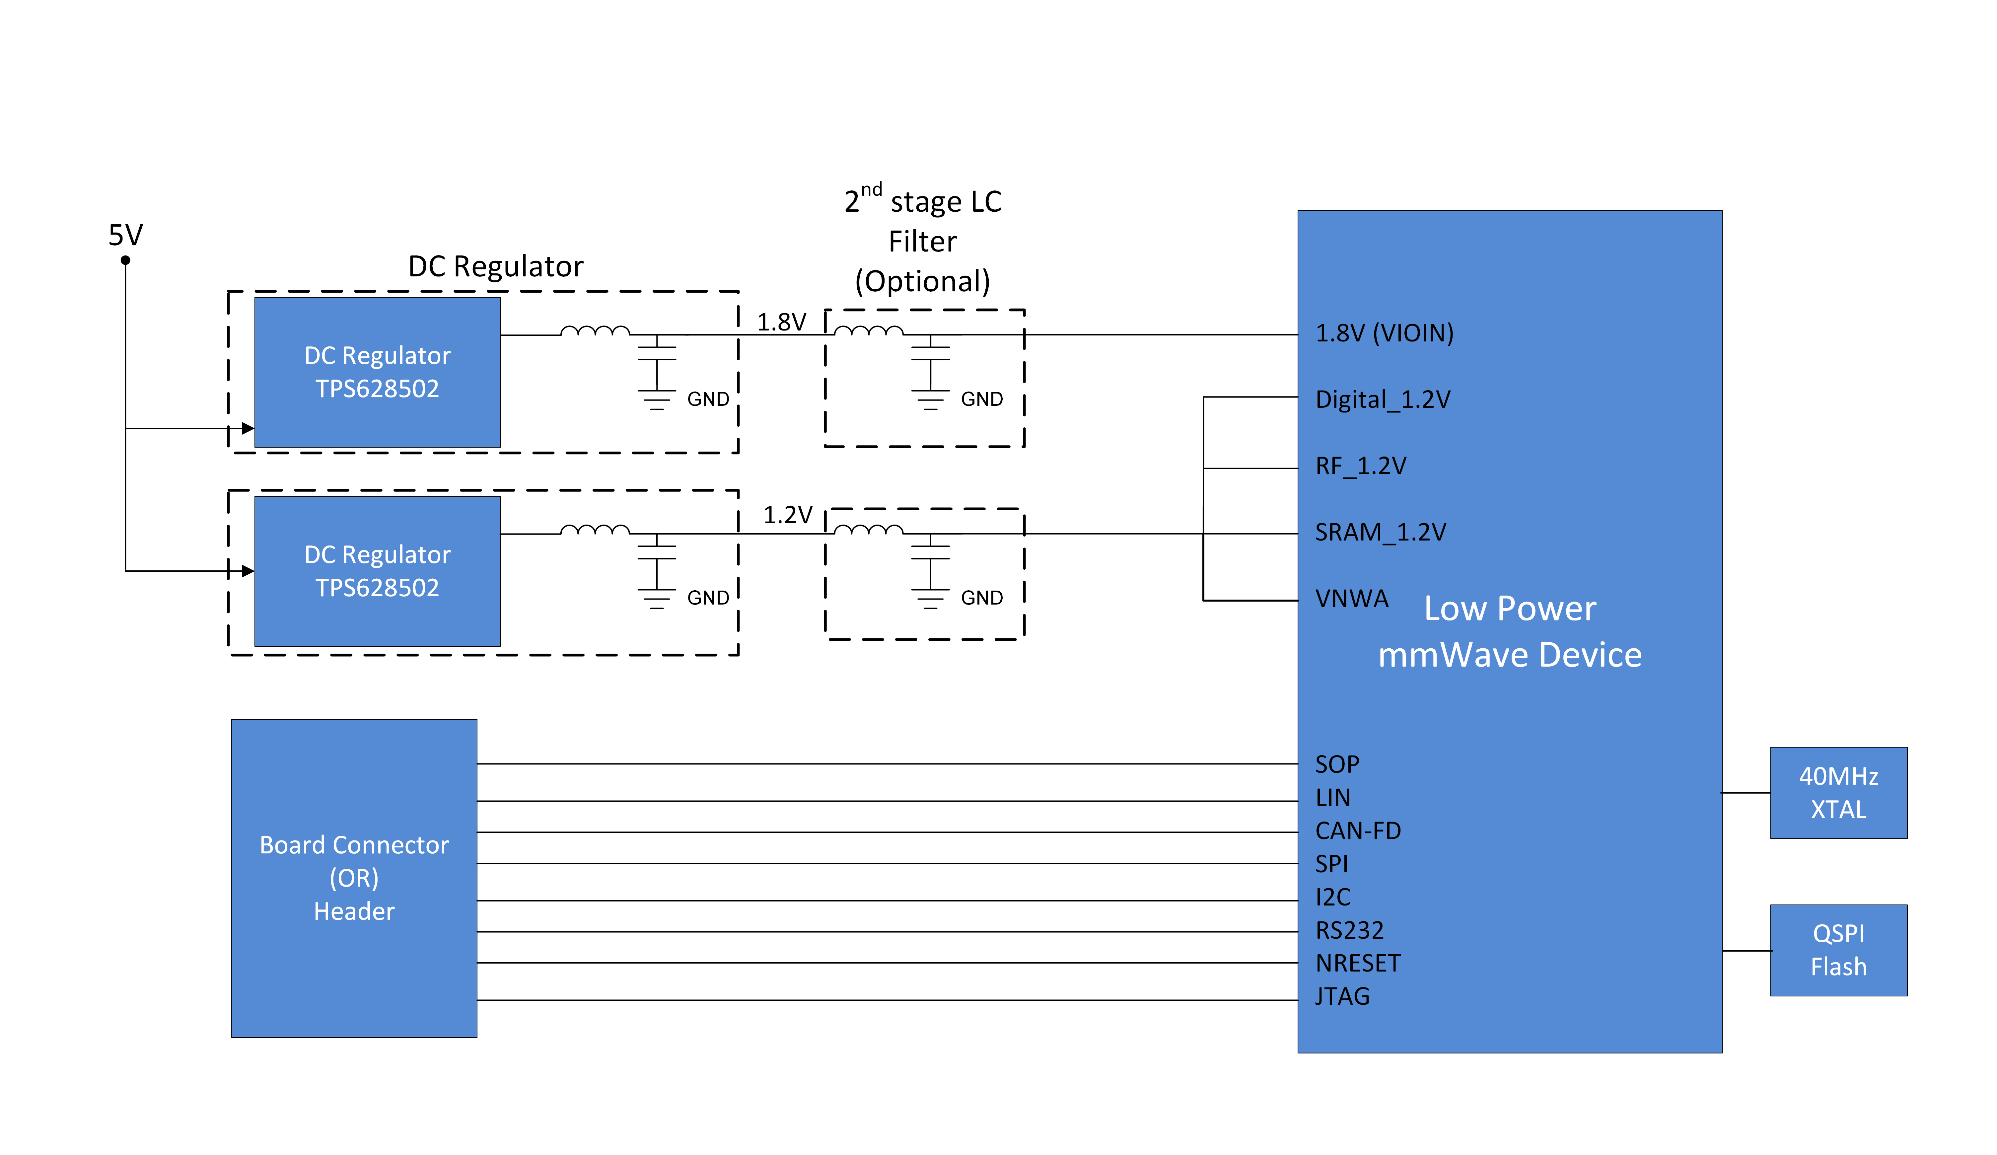 5V
DC Regulator
2nd stage LC
Filter
(Optional)
DC Regulator
TPS628502
GND
1.8V
GND
DC Regulator
TPS628502
GND
1.2V
GND
1.8V (VIOIN)
Digital_1.2V
RF_1.2V
SRAM_1.2V
VNWA
Low Power
mmWave Device
Board Connector
(OR)
Header
SOP
LIN
CAN-FD
SPI
I2C
RS232
NRESET
JTAG
40MHz
XTAL
QSPI
Flash